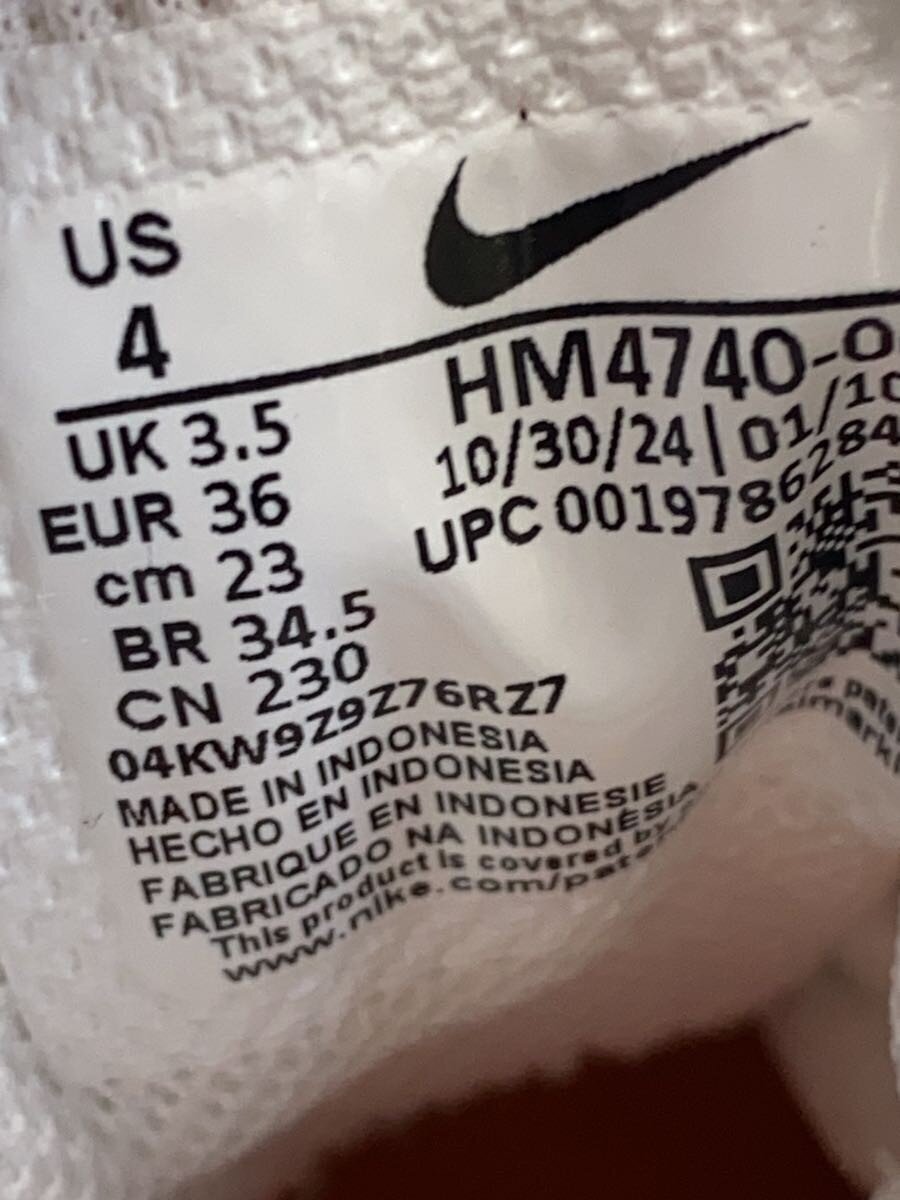 US
4
UK 3.5
EUR 36
cm 23
BR 34.5
CN 230
HM4740-0
10/30/24 | 01/10
UPC 0019786284
04KW9Z9Z76RZ7
MADE IN INDONESIA
HECHO EN INDONESIA
FABRIQUE EN INDONESIE
FABRICADO NA INDONÉSIA
This product is covered by
www.nike.com/pate